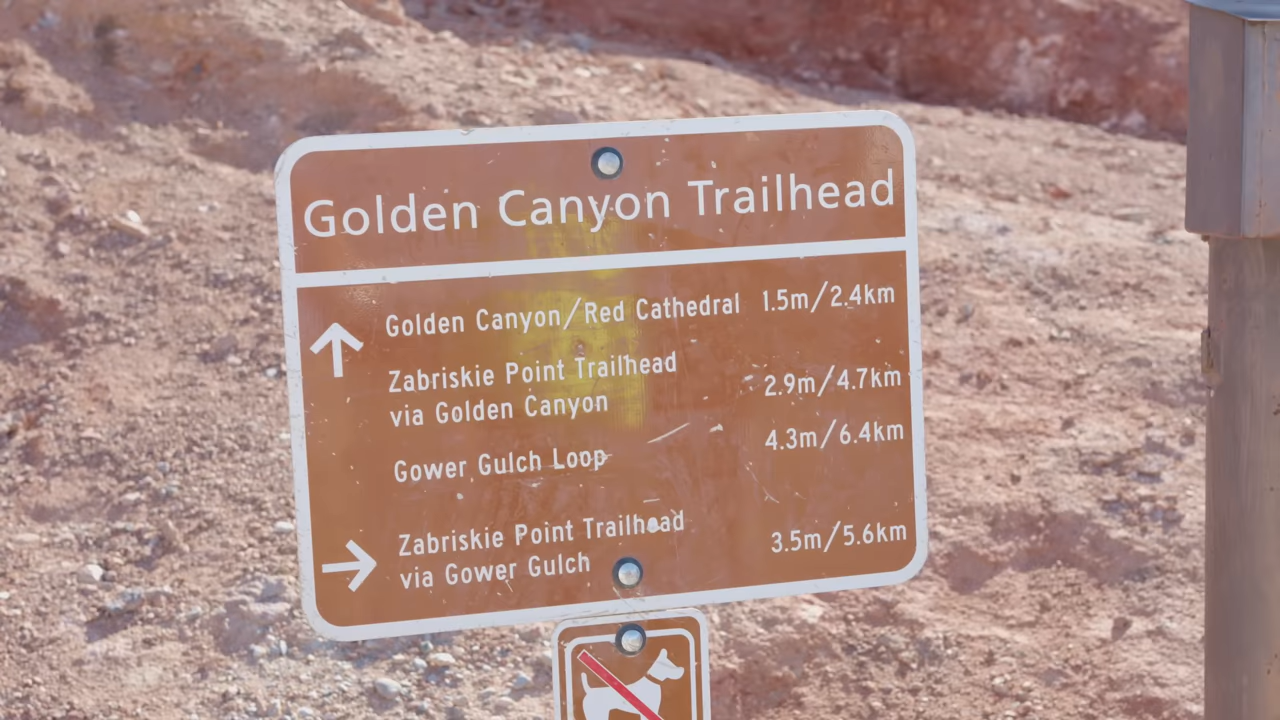 Golden Canyon Trailhead
Golden Canyon/Red Cathedral 1.5m/2.4km
Zabriskie Point Trailhead
via Golden Canyon 2.9m/4.7km
Gower Gulch Loop 4.3m/6.4km
Zabriskie Point Trailhead
via Gower Gulch 3.5m/5.6km